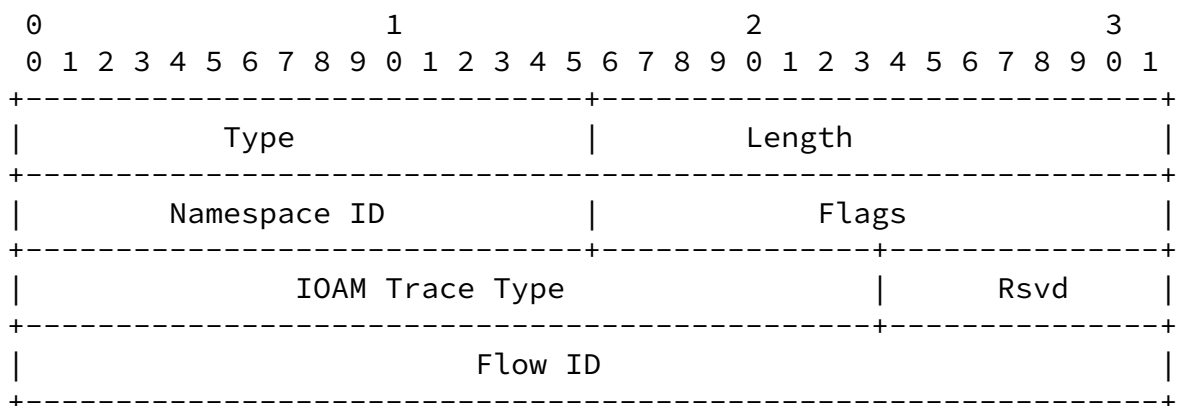 0                   1                   2                   3
0 1 2 3 4 5 6 7 8 9 0 1 2 3 4 5 6 7 8 9 0 1 2 3 4 5 6 7 8 9 0 1
+-------------------------------+-------------------------------+
|           Type                |        Length                 |
+---------------------------------------------------------------+
|        Namespace ID           |            Flags              |
+-------------------------------+---------------+---------------+
|               IOAM Trace Type                 |      Rsvd     |
+-----------------------------------------------+---------------+
|                         Flow ID                               |
+---------------------------------------------------------------+